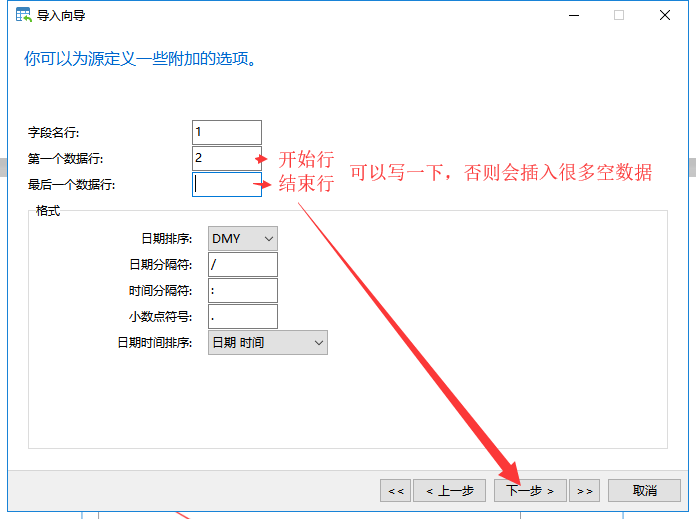 导入向导
你可以为源定义一些附加的选项。
字段名行: 1
第一个数据行: 2 开始行
最后一个数据行: 结束行
可以写一下，否则会插入很多空数据
格式
日期排序: DMY
日期分隔符: /
时间分隔符: :
小数点符号: .
日期时间排序: 日期 时间
<< < 上一步 下一步 > >> 取消